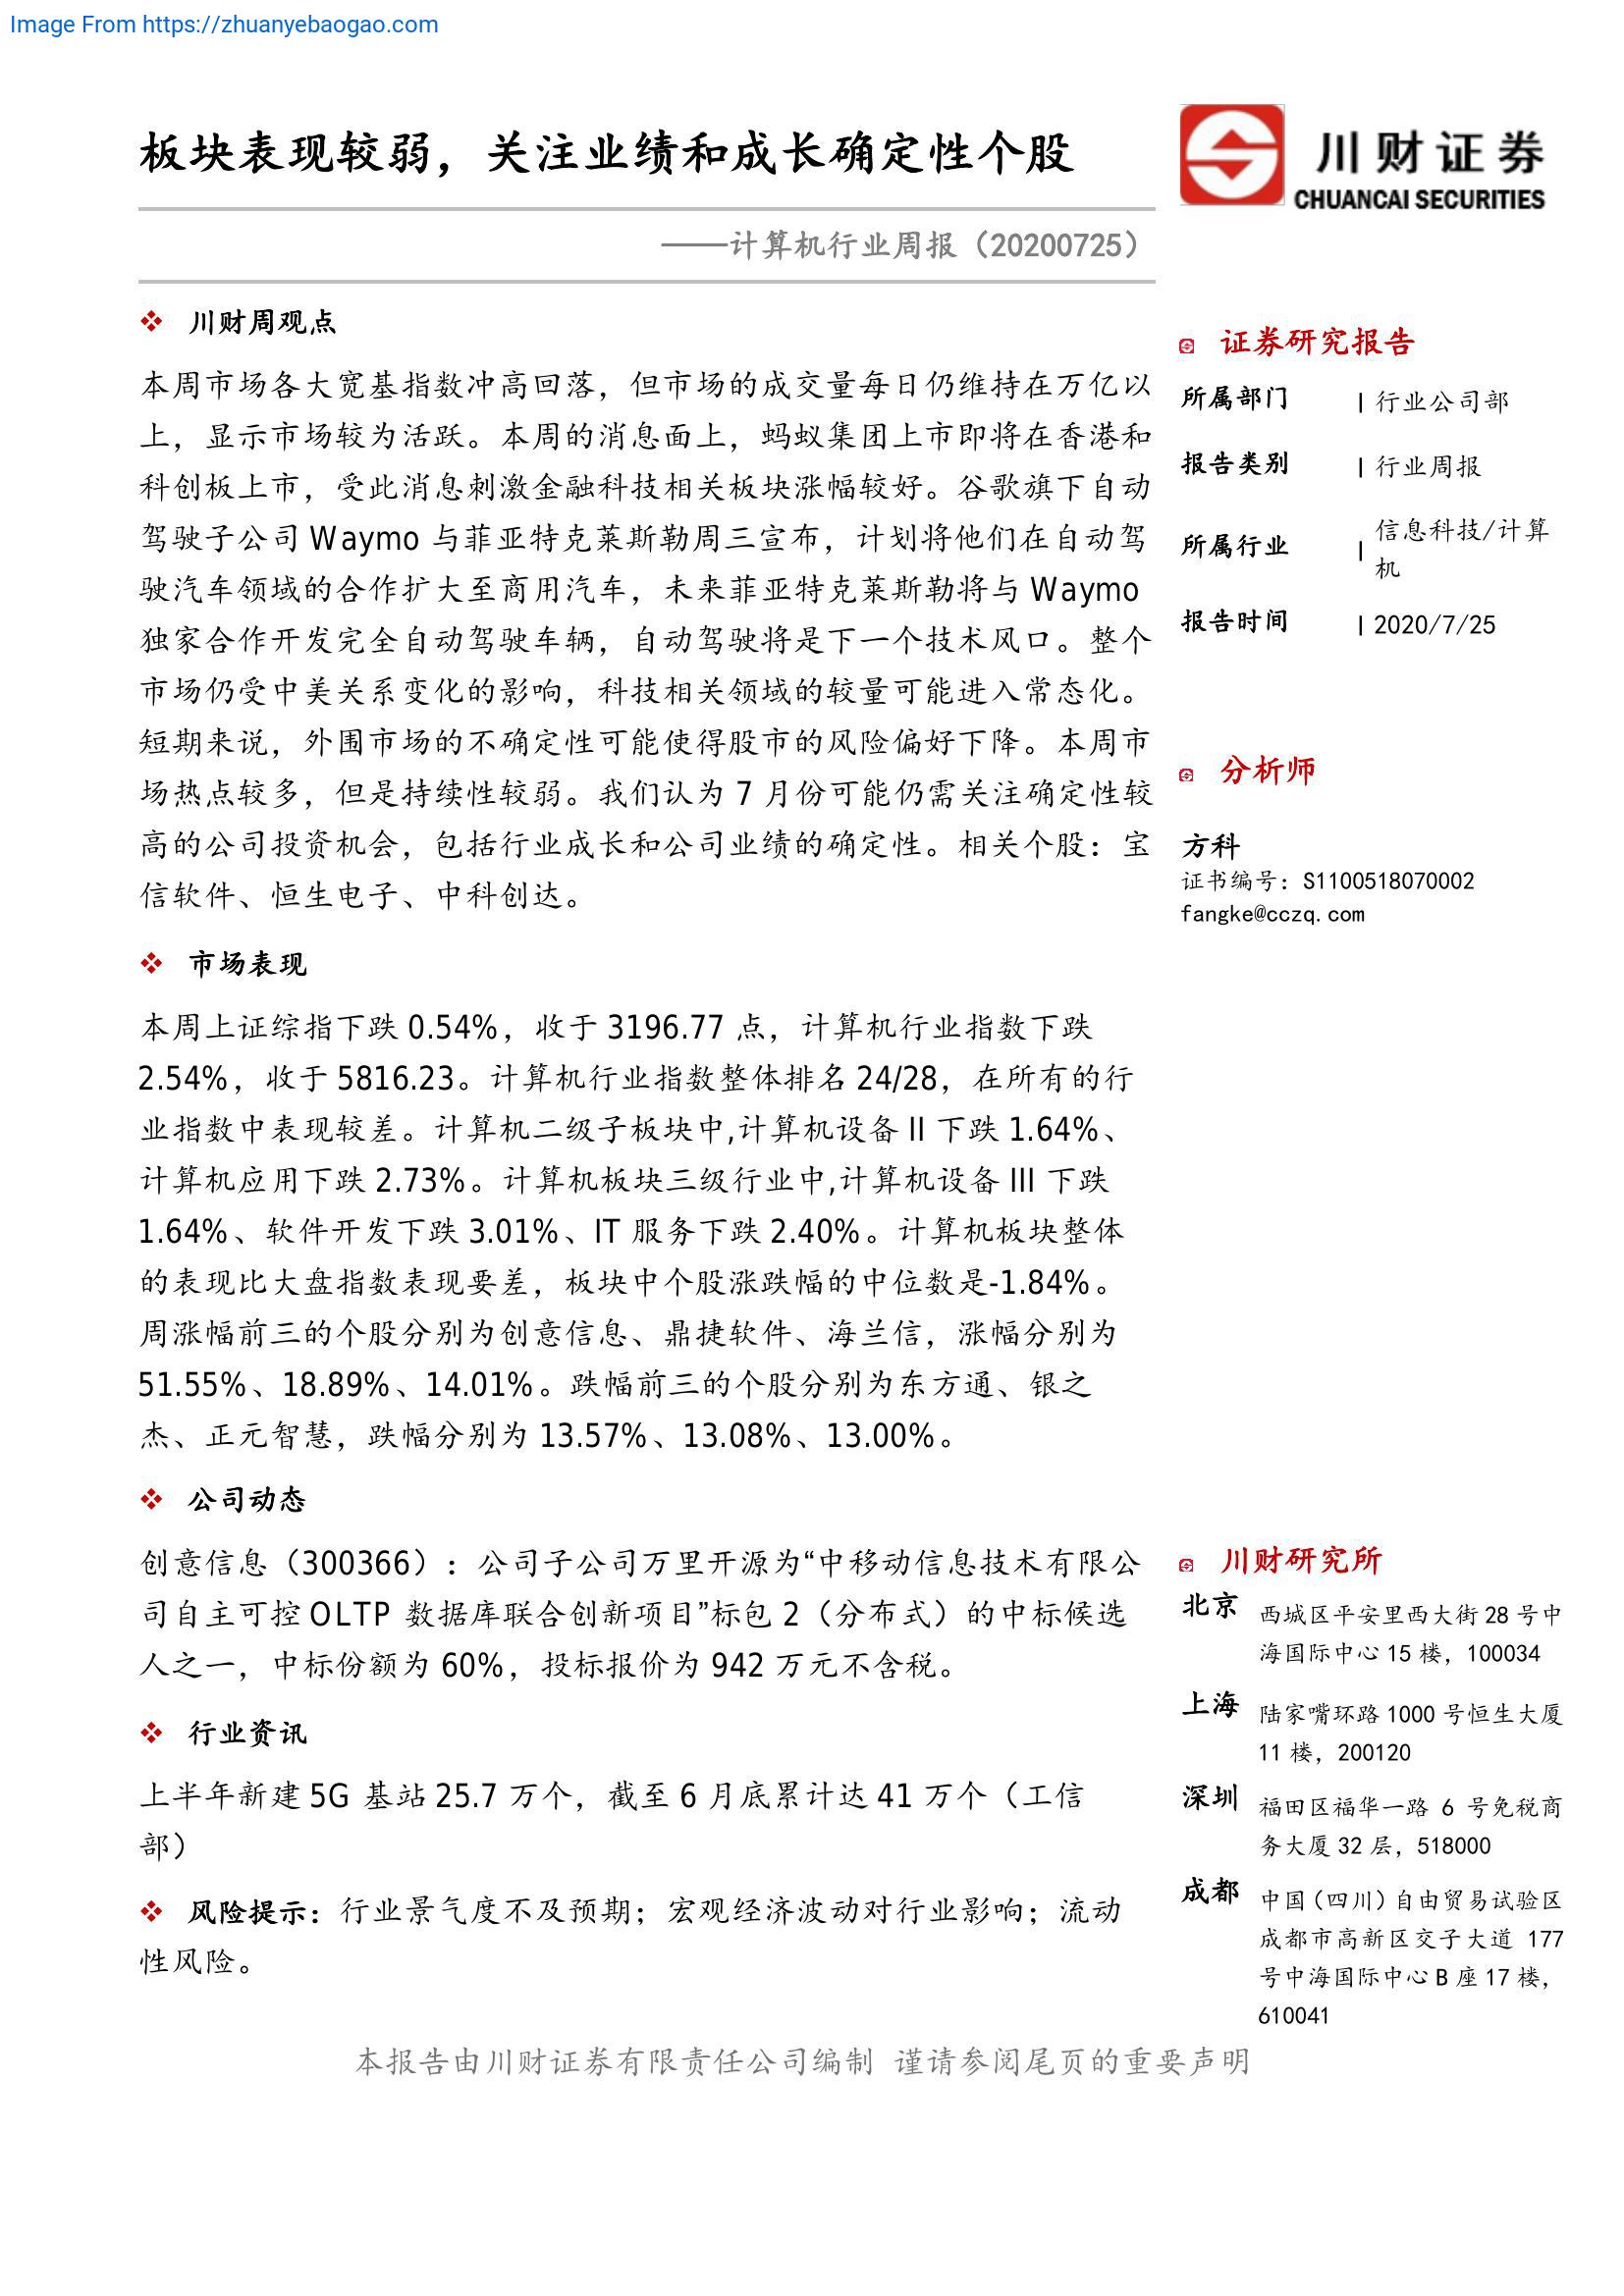 Image From https://zhuanyebaogao.com
板块表现较弱，关注业绩和成长确定性个股
川财证券
CHUANCAI SECURITIES
——计算机行业周报（20200725）
❖ 川财周观点
本周市场各大宽基指数冲高回落，但市场的成交量每日仍维持在万亿以
上，显示市场较为活跃。本周的消息面上，蚂蚁集团上市即将在香港和
科创板上市，受此消息刺激金融科技相关板块涨幅较好。谷歌旗下自动
驾驶子公司 Waymo 与菲亚特克莱斯勒周三宣布，计划将他们在自动驾
驶汽车领域的合作扩大至商用汽车，未来菲亚特克莱斯勒将与 Waymo
独家合作开发完全自动驾驶车辆，自动驾驶将是下一个技术风口。整个
市场仍受中美关系变化的影响，科技相关领域的较量可能进入常态化。
短期来说，外围市场的不确定性可能使得股市的风险偏好下降。本周市
场热点较多，但是持续性较弱。我们认为 7 月份可能仍需关注确定性较
高的公司投资机会，包括行业成长和公司业绩的确定性。相关个股：宝
信软件、恒生电子、中科创达。
❖ 市场表现
本周上证综指下跌 0.54%，收于 3196.77 点，计算机行业指数下跌
2.54%，收于 5816.23。计算机行业指数整体排名 24/28，在所有的行
业指数中表现较差。计算机二级子板块中,计算机设备 II 下跌 1.64%、
计算机应用下跌 2.73%。计算机板块三级行业中,计算机设备 III 下跌
1.64%、软件开发下跌 3.01%、IT 服务下跌 2.40%。计算机板块整体
的表现比大盘指数表现要差，板块中个股涨跌幅的中位数是-1.84%。
周涨幅前三的个股分别为创意信息、鼎捷软件、海兰信，涨幅分别为
51.55%、18.89%、14.01%。跌幅前三的个股分别为东方通、银之
杰、正元智慧，跌幅分别为 13.57%、13.08%、13.00%。
❖ 公司动态
创意信息（300366）：公司子公司万里开源为“中移动信息技术有限公
司自主可控 OLTP 数据库联合创新项目”标包 2（分布式）的中标候选
人之一，中标份额为 60%，投标报价为 942 万元不含税。
❖ 行业资讯
上半年新建 5G 基站 25.7 万个，截至 6 月底累计达 41 万个（工信
部）
❖ 风险提示：行业景气度不及预期；宏观经济波动对行业影响；流动
性风险。
证券研究报告
所属部门 | 行业公司部
报告类别 | 行业周报
所属行业 | 信息科技/计算
机
报告时间 | 2020/7/25
分析师
方科
证书编号：S1100518070002
fangke@cczq.com
川财研究所
北京 西城区平安里西大街 28 号中
海国际中心 15 楼，100034
上海 陆家嘴环路 1000 号恒生大厦
11 楼，200120
深圳 福田区福华一路 6 号免税商
务大厦 32 层，518000
成都 中国（四川）自由贸易试验区
成都市高新区交子大道 177
号中海国际中心 B 座 17 楼，
610041
本报告由川财证券有限责任公司编制 谨请参阅尾页的重要声明